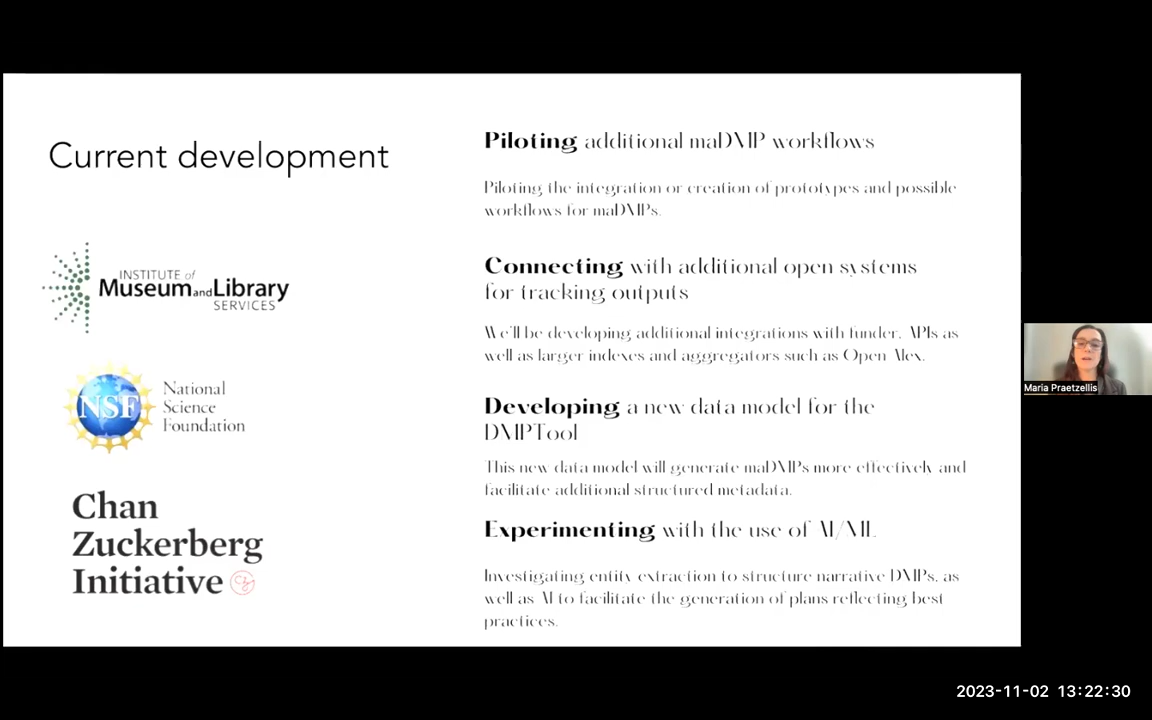 Current development
INSTITUTE of
Museum and Library
SERVICES
NSF
National
Science
Foundation
Chan
Zuckerberg
Initiative
CZI
Piloting additional maDMP workflows
Piloting the integration or creation of prototypes and possible
workflows for maDMPs.
Connecting with additional open systems
for tracking outputs
We'll be developing additional integrations with funder, APIs as
well as larger indexes and aggregators such as Open Alex.
Developing a new data model for the
DMPTool
This new data model will generate maDMPs more effectively and
facilitate additional structured metadata.
Experimenting with the use of AI/ML
Investigating entity extraction to structure narrative DMPs, as
well as AI to facilitate the generation of plans reflecting best
practices.
Maria Praetzellis
2023-11-02 13:22:30